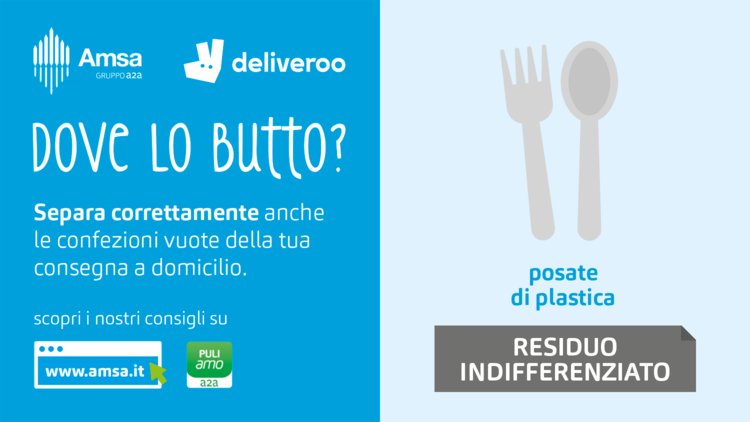 Amsa
GRUPPO a2a
deliveroo
DOVE LO BUTTO?
Separa correttamente anche
le confezioni vuote della tua
consegna a domicilio.
scopri i nostri consigli su
www.amsa.it
PULI
amo
a2a
posate
di plastica
RESIDUO
INDIFFERENZIATO